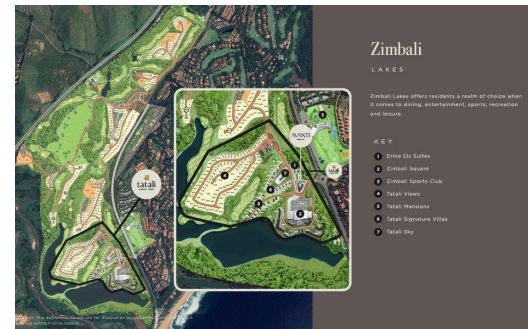 Zimbali
LAKES
Zimbali Lakes offers residents a realm of choice when
it comes to dining, entertainment, sports, recreation
and leisure.
KEY
1 Ernie Els Suites
2 Zimbali Square
3 Zimbali Sports Club
4 Tatali Views
5 Tatali Mansions
6 Tatali Signature Villas
7 Tatali Sky
AVANTI
tatali
tatali